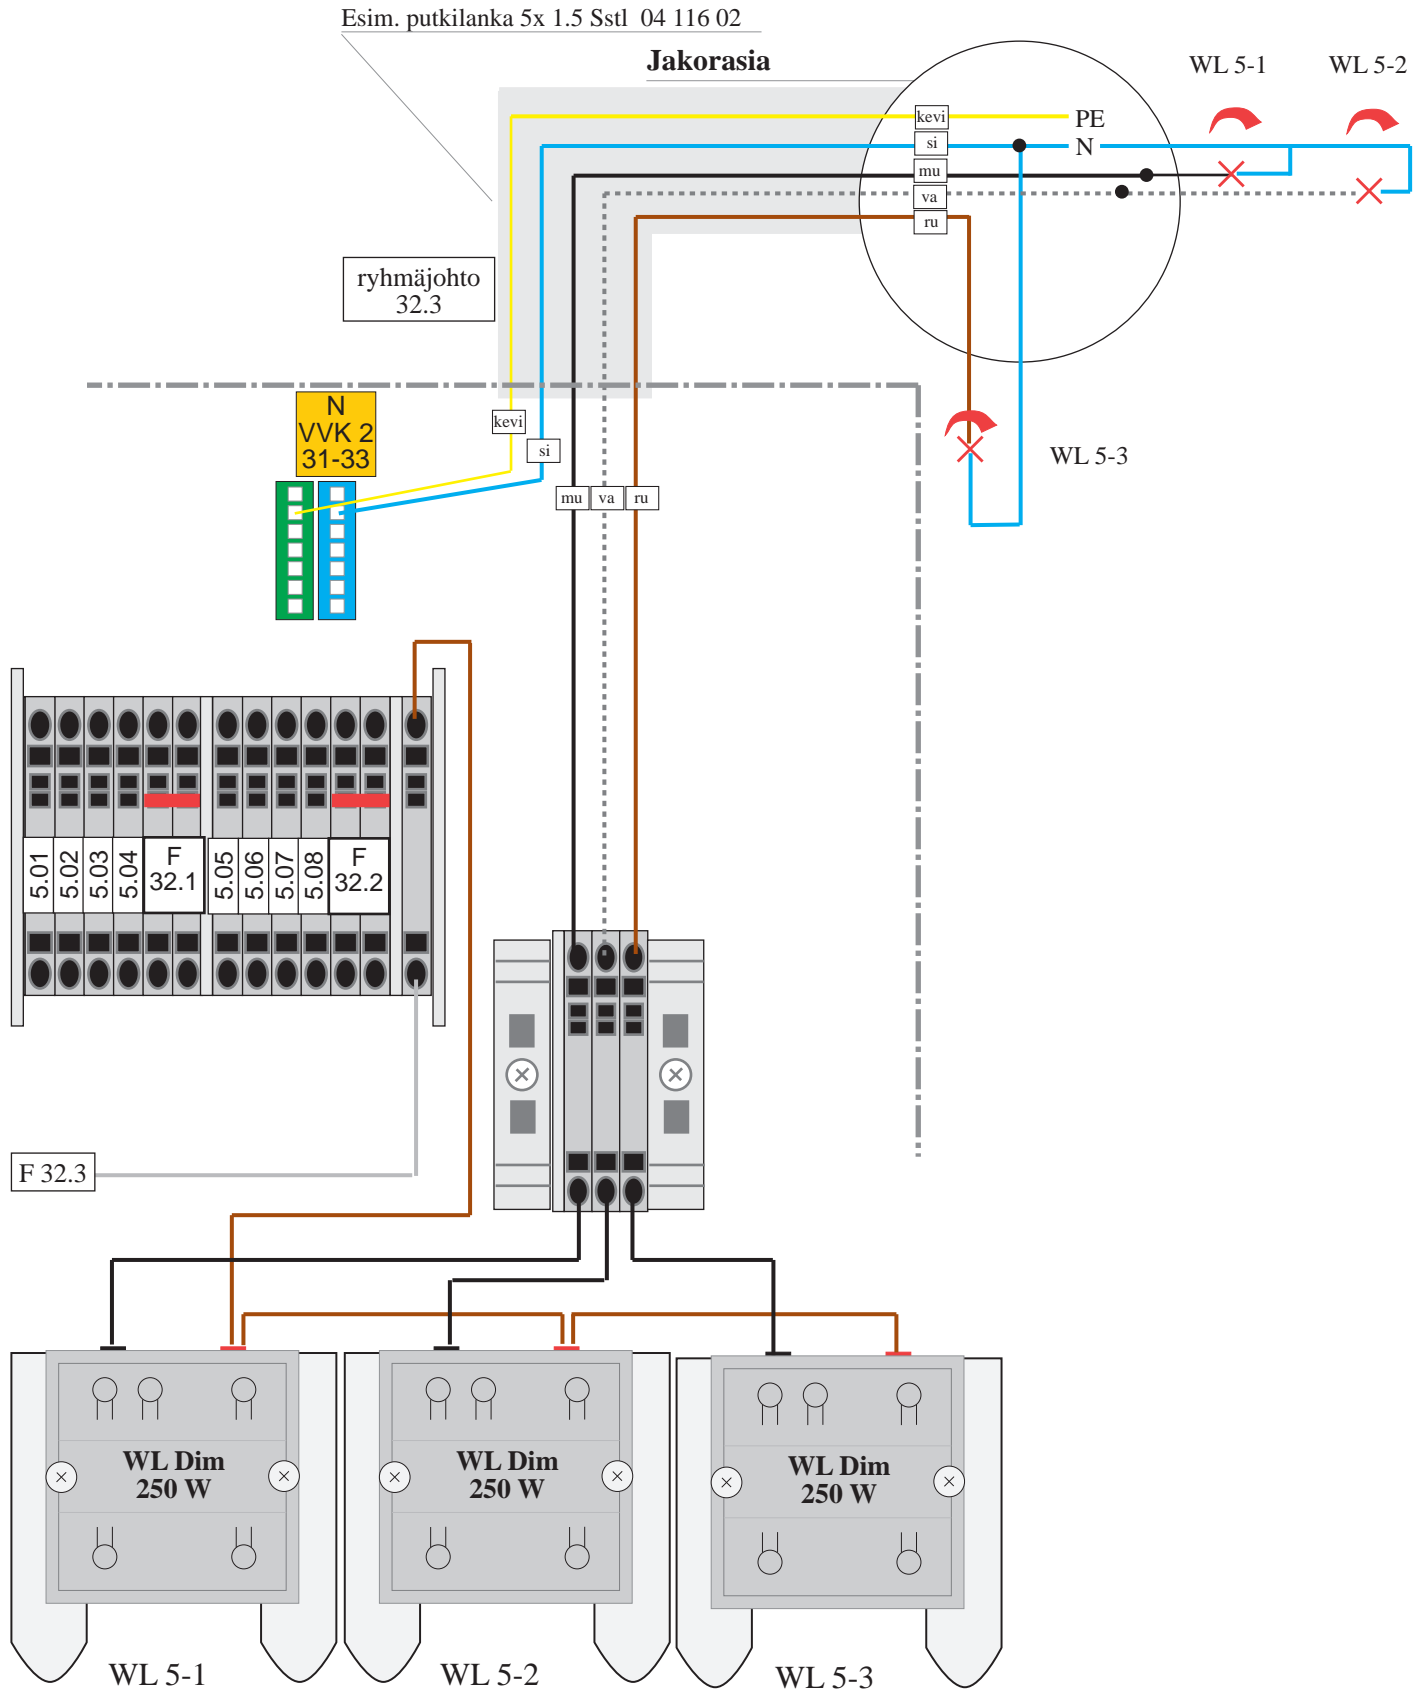 Esim. putkilanka 5x 1.5 Sstl 04 116 02
Jakorasia
WL 5-1
WL 5-2
kevi
PE
si
N
mu
va
ru
ryhmäjohto
32.3
N
VVK 2
31-33
kevi
si
WL 5-3
mu
va
ru
5.01
5.02
5.03
5.04
F
32.1
5.05
5.06
5.07
5.08
F
32.2
F 32.3
WL Dim
250 W
WL Dim
250 W
WL Dim
250 W
WL 5-1
WL 5-2
WL 5-3